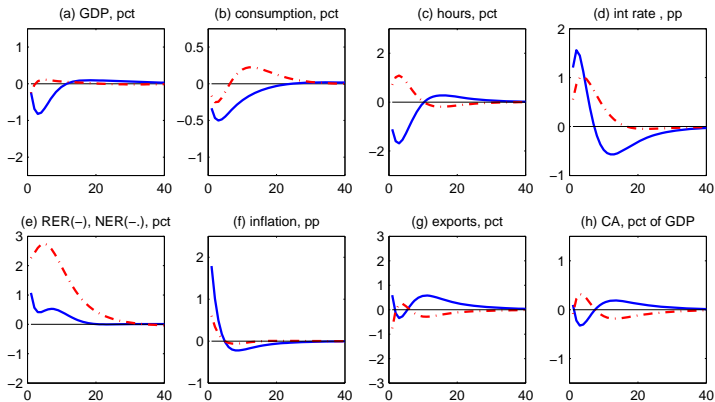 (a) GDP, pct
(b) consumption, pct
(c) hours, pct
(d) int rate , pp
1
0
−1
−2
0 20 40
0.5
0
−0.5
−1
0 20 40
2
0
−2
0 20 40
2
1
0
−1
0 20 40
(e) RER(−), NER(−.), pct
(f) inflation, pp
(g) exports, pct
(h) CA, pct of GDP
3
2
1
0
−1
−2
0 20 40
2
1
0
−1
0 20 40
3
2
1
0
−1
−2
−3
0 20 40
1
0
−1
0 20 40